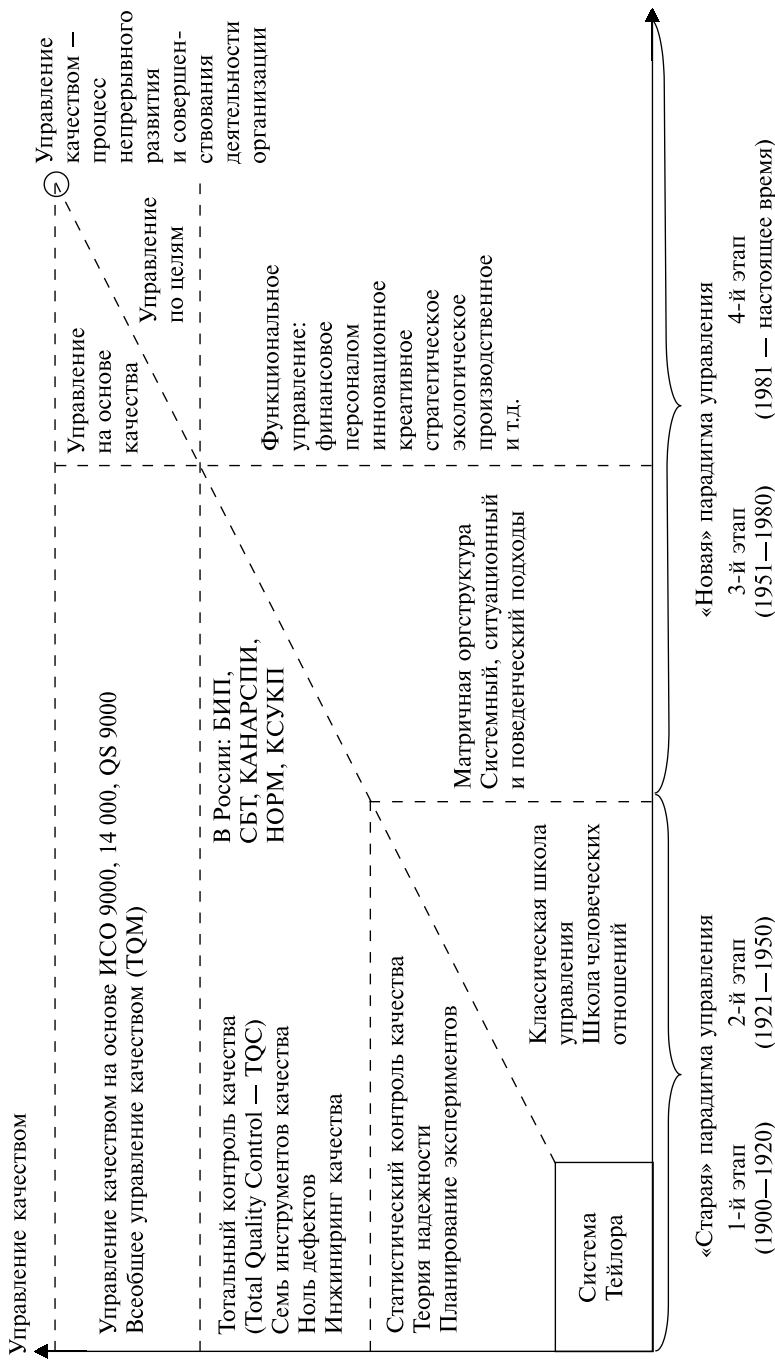 Управление качеством
Управление качеством на основе ИСО 9000, 14 000, QS 9000
Всеобщее управление качеством (TQM)
Управление
на основе
качества
Управление
по целям
Управление
качеством —
процесс
непрерывного
развития
и совершен-
ствования
деятельности
организации
Тотальный контроль качества
(Total Quality Control — TQC)
Семь инструментов качества
Ноль дефектов
Инжиниринг качества
В России: БИП,
СБТ, КАНАРСПИ,
НОРМ, КСУКП
Функциональное
управление:
финансовое
персоналом
инновационное
креативное
стратегическое
экологическое
производственное
и т.д.
Статистический контроль качества
Теория надежности
Планирование экспериментов
Матричная оргструктура
Системный, ситуационный
и поведенческий подходы
Классическая школа
управления
Школа человеческих
отношений
Система
Тейлора
«Старая» парадигма управления
«Новая» парадигма управления
1-й этап
(1900—1920)
2-й этап
(1921—1950)
3-й этап
(1951—1980)
4-й этап
(1981 — настоящее время)